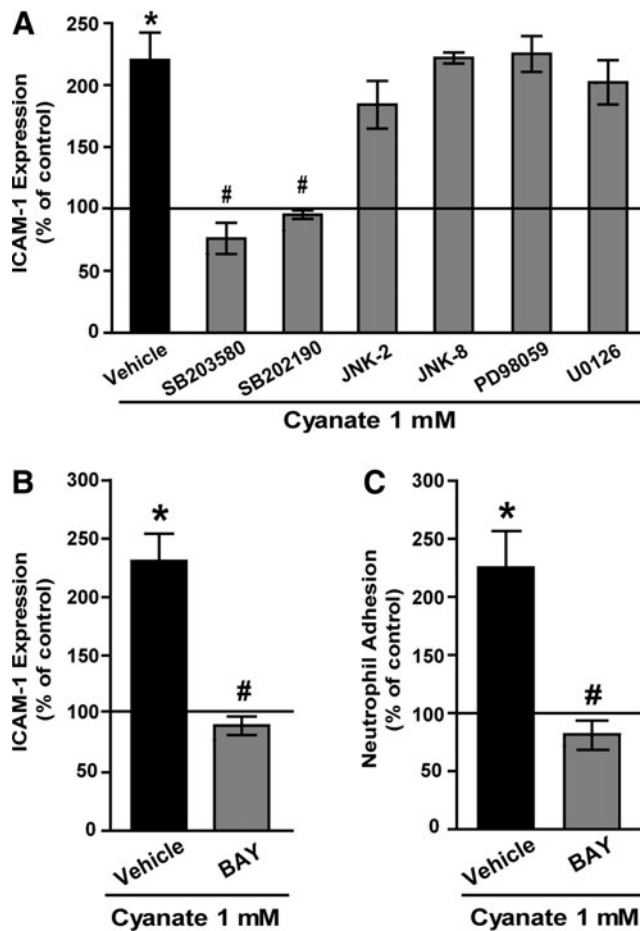 A
ICAM-1 Expression
(% of control)
250
200
150
100
50
0
*
#
#
Vehicle
SB203580
SB202190
JNK-2
JNK-8
PD98059
U0126
Cyanate 1 mM
B
ICAM-1 Expression
(% of control)
300
250
200
150
100
50
0
*
#
Vehicle
BAY
Cyanate 1 mM
C
Neutrophil Adhesion
(% of control)
300
250
200
150
100
50
0
*
#
Vehicle
BAY
Cyanate 1 mM